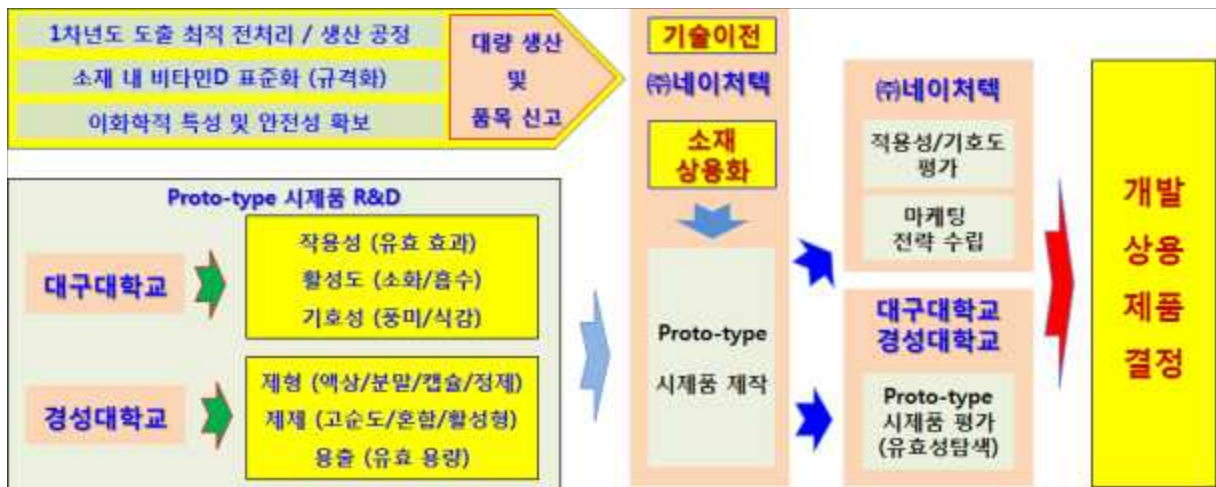 1차년도 도출 최적 전처리 / 생산 공정
소재 내 비타민D 표준화 (규격화)
이화학적 특성 및 안전성 확보
대량 생산
및
품목 신고
Proto-type 시제품 R&D
대구대학교
작용성 (유효 효과)
활성도 (소화/흡수)
기호성 (풍미/식감)
경성대학교
제형 (액상/분말/캡슐/정제)
제제 (고순도/혼합/활성형)
용출 (유효 용량)
기술이전
㈜네이처텍
소재
상용화
Proto-type
시제품 제작
㈜네이처텍
적용성/기호도
평가
마케팅
전략 수립
대구대학교
경성대학교
Proto-type
시제품 평가
(유효성탐색)
개발
상용
제품
결정